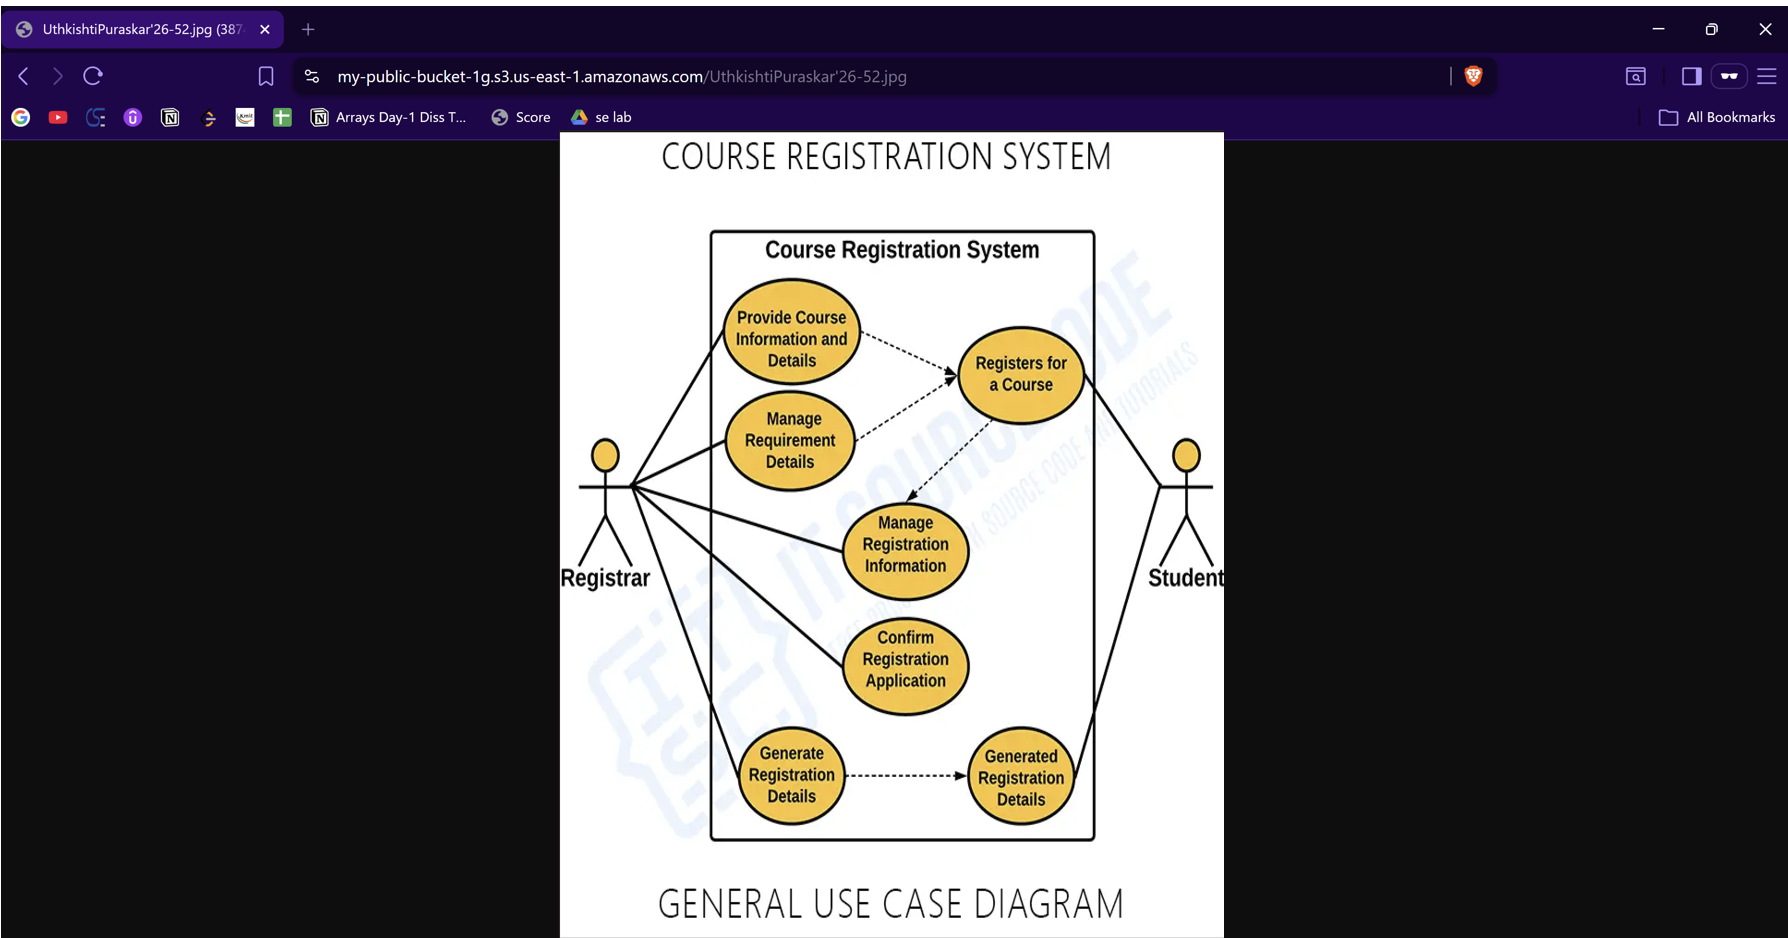 UthkishtiPuraskar'26-52.jpg (387
my-public-bucket-1g.s3.us-east-1.amazonaws.com/UthkishtiPuraskar'26-52.jpg
Arrays Day-1 Diss T...
Score
se lab
All Bookmarks
COURSE REGISTRATION SYSTEM
Course Registration System
Provide Course
Information and
Details
Registers for
a Course
Manage
Requirement
Details
Manage
Registration
Information
Registrar
Student
Confirm
Registration
Application
Generate
Registration
Details
Generated
Registration
Details
IT SOURCECODE
GENERAL USE CASE DIAGRAM